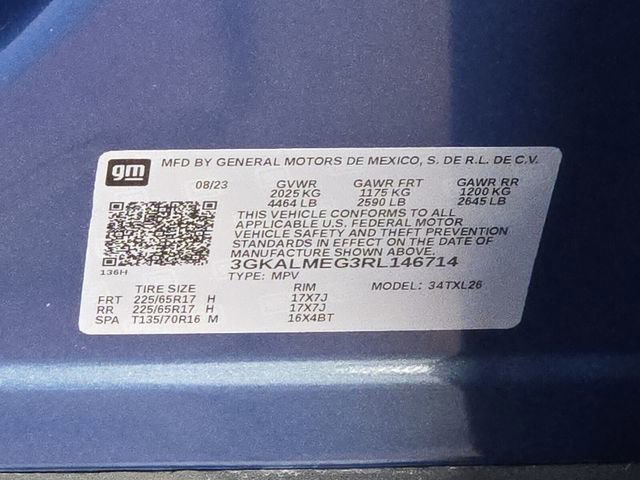 gm MFD BY GENERAL MOTORS DE MEXICO, S. DE R.L. DE C.V.
08/23 GVWR GAWR FRT GAWR RR
2025 KG 1175 KG 1200 KG
4464 LB 2590 LB 2645 LB
THIS VEHICLE CONFORMS TO ALL
APPLICABLE U.S. FEDERAL MOTOR
VEHICLE SAFETY AND THEFT PREVENTION
STANDARDS IN EFFECT ON THE DATE OF
MANUFACTURE SHOWN ABOVE.
136H 3GKALMEG3RL146714
TYPE: MPV MODEL: 34TXL26
TIRE SIZE RIM
FRT 225/65R17 H 17X7J
RR 225/65R17 H 17X7J
SPA T135/70R16 M 16X4BT